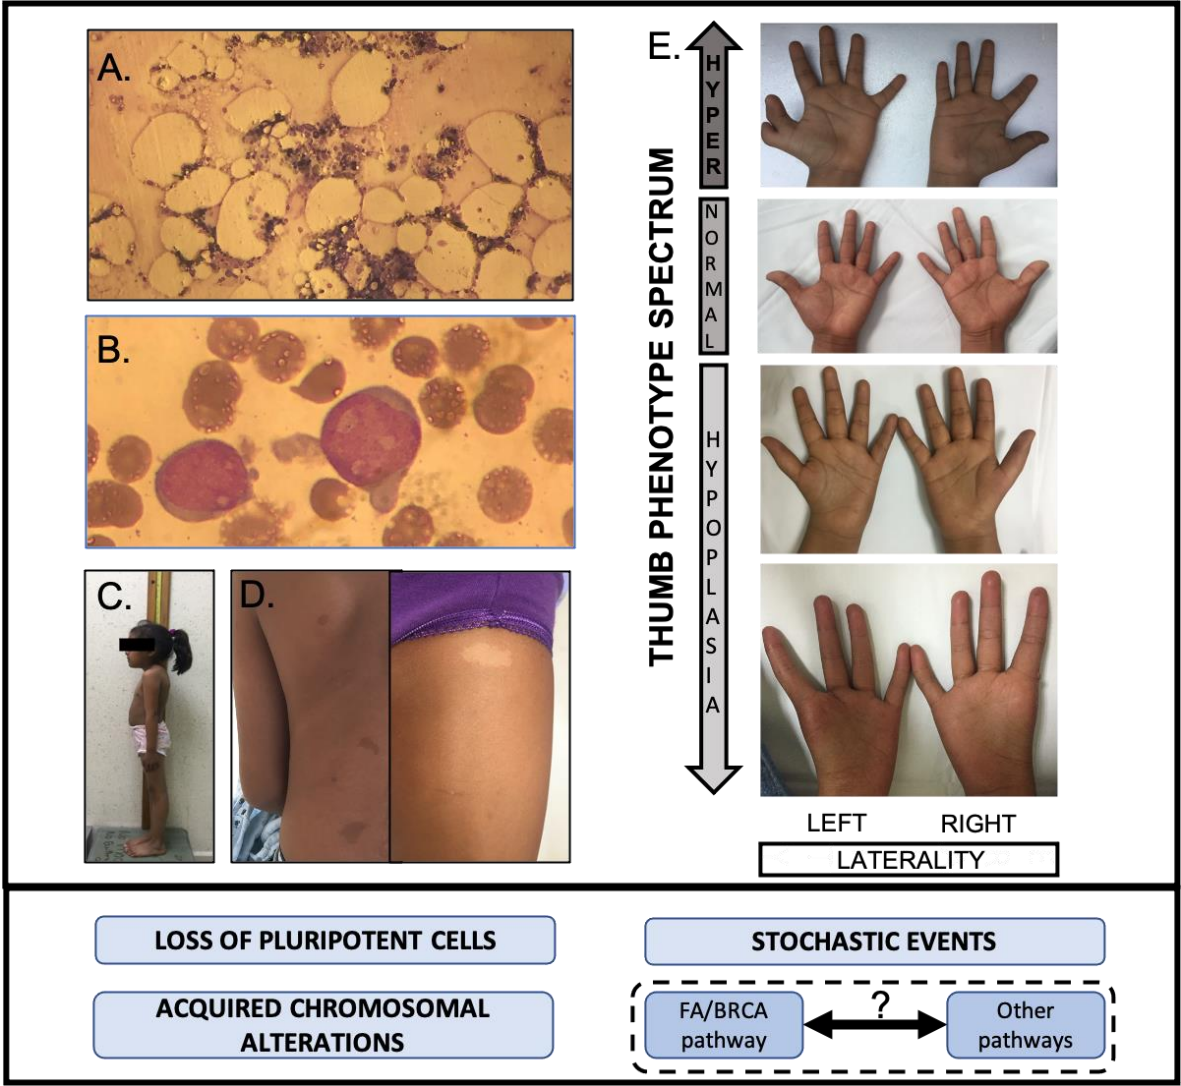 A.
B.
C.
D.
E.
THUMB PHENOTYPE SPECTRUM
HYPER
NORMAL
HYPOPLASIA
LEFT RIGHT
LATERALITY
LOSS OF PLURIPOTENT CELLS
ACQUIRED CHROMOSOMAL
ALTERATIONS
STOCHASTIC EVENTS
FA/BRCA
pathway
?
Other
pathways